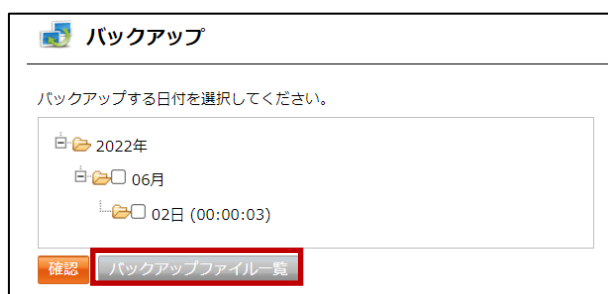 バックアップ
バックアップする日付を選択してください。
2022年
06月
02日 (00:00:03)
確認 バックアップファイル一覧